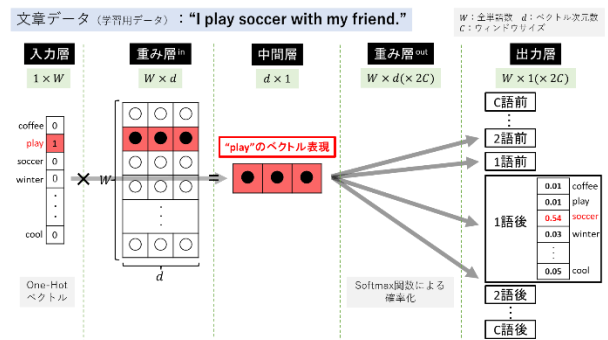 文章データ（学習用データ）：“I play soccer with my friend.”
W：全単語数　d：ベクトル次元数
C：ウィンドウサイズ
入力層
重み層in
中間層
重み層out
出力層
1 × W
W × d
d × 1
W × d(× 2C)
W × 1(× 2C)
coffee 0
play 1
soccer 0
winter 0
cool 0
×
W
=
d
“play”のベクトル表現
C語前
2語前
1語前
1語後
0.01 coffee
0.01 play
0.54 soccer
0.03 winter
0.05 cool
2語後
C語後
One-Hot
ベクトル
Softmax関数による
確率化